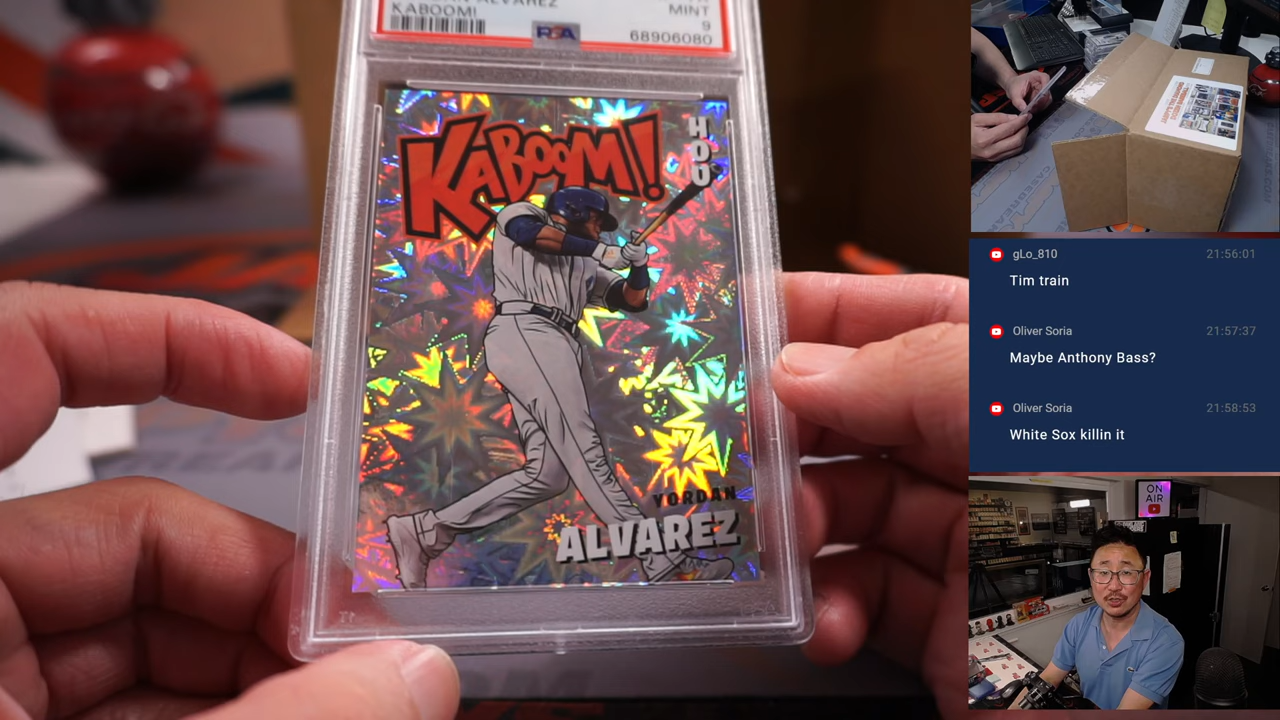 ALVAREZ
KABOOM!
MINT
9
PSA
68906080
KABOOM!
HOU
YORDAN
ALVAREZ
gLo_810 21:56:01
Tim train
Oliver Soria 21:57:37
Maybe Anthony Bass?
Oliver Soria 21:58:53
White Sox killin it
ON
AIR